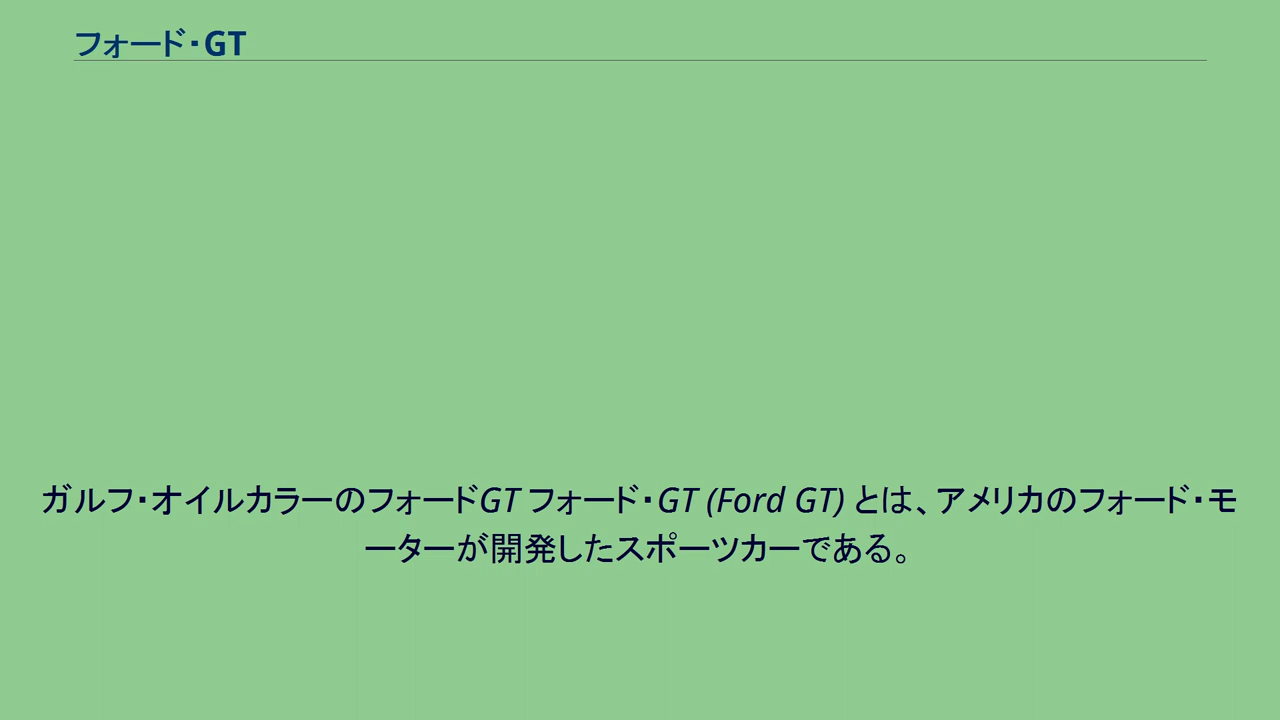 フォード・GT
ガルフ・オイルカラーのフォードGT フォード・GT (Ford GT) とは、アメリカのフォード・モ
ーターが開発したスポーツカーである。